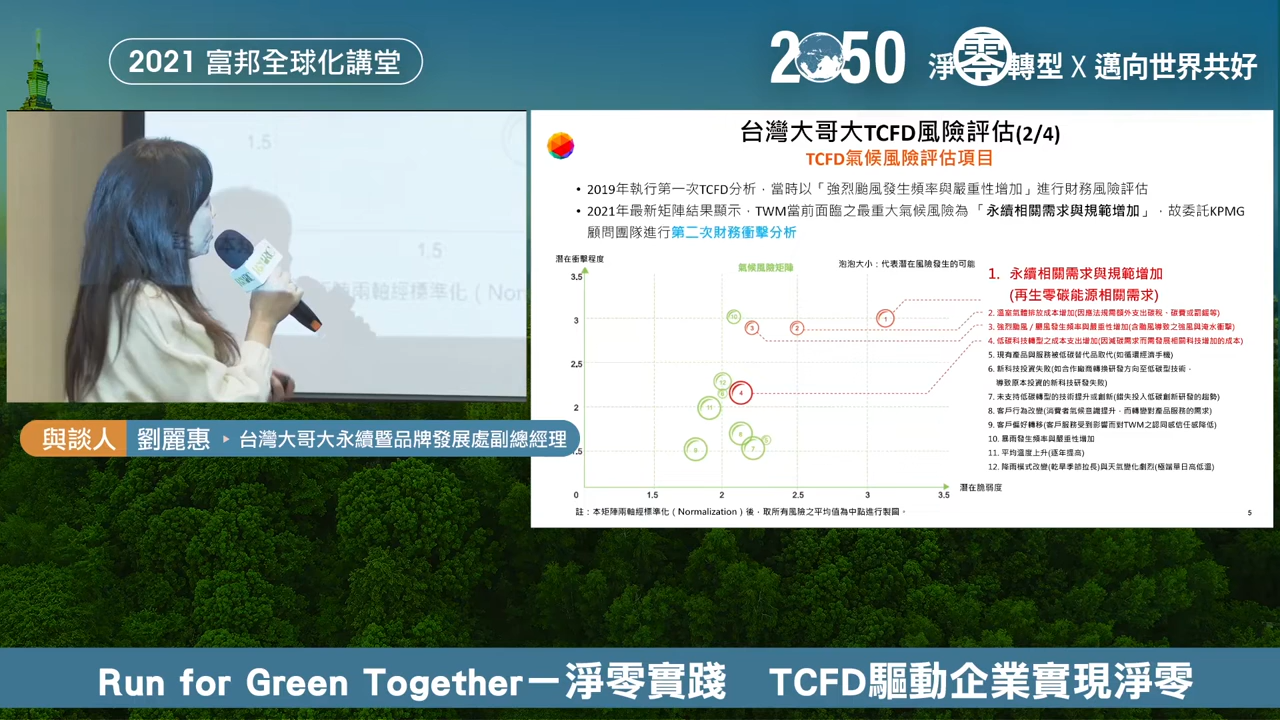 2021 富邦全球化講堂
2050 淨零轉型 X 邁向世界共好
1.5
1.5
兩軸經標準化（Nor
台灣大哥大TCFD風險評估(2/4)
TCFD氣候風險評估項目
• 2019年執行第一次TCFD分析，當時以「強烈颱風發生頻率與嚴重性增加」進行財務風險評估
• 2021年最新矩陣結果顯示，TWM當前面臨之最重大氣候風險為「永續相關需求與規範增加」，故委託KPMG
顧問團隊進行第二次財務衝擊分析
潛在衝擊程度
氣候風險矩陣
泡泡大小：代表潛在風險發生的可能
3.5
3
2.5
2
.5
0
1.5
2
2.5
3
3.5
潛在脆弱度
10
3
2
1
12
4
11
5
7
1. 永續相關需求與規範增加
(再生零碳能源相關需求)
2. 溫室氣體排放成本增加(因應法規需額外支出碳稅、碳費或罰鍰等)
3. 強烈颱風／颶風發生頻率與嚴重性增加(含颱風導致之強風與淹水衝擊)
4. 低碳科技轉型之成本支出增加(因減碳需求而需發展相關科技增加的成本)
5. 現有產品與服務被低碳替代品取代(如循環經濟手機)
6. 新科技投資失敗(如合作廠商轉換研發方向至低碳型技術，
導致原本投資的新科技研發失敗)
7. 未支持低碳轉型的技術提升或創新(錯失投入低碳創新研發的趨勢)
8. 客戶行為改變(消費者氣候意識提升，而轉變對產品服務的需求)
9. 客戶偏好轉移(客戶服務受到影響而對TWM之認同感信任感降低)
10. 暴雨發生頻率與嚴重性增加
11. 平均溫度上升(逐年提高)
12. 降雨模式改變(乾旱季節拉長)與天氣變化劇烈(極端單日高低溫)
註：本矩陣兩軸經標準化（Normalization）後，取所有風險之平均值為中點進行製圖。
5
與談人 劉麗惠 台灣大哥大永續暨品牌發展處副總經理
Run for Green Together－淨零實踐 TCFD驅動企業實現淨零